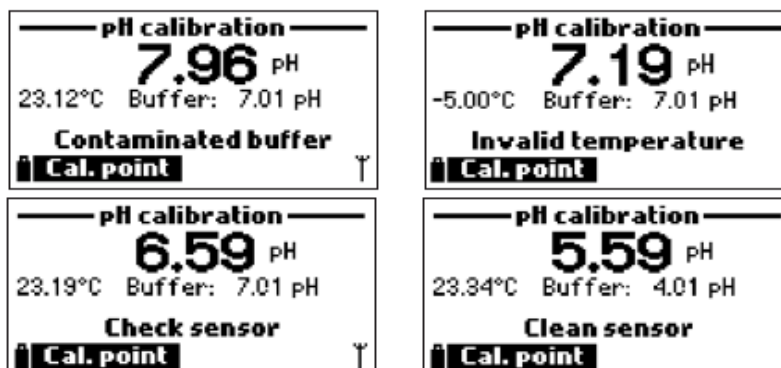 pH calibration
7.96 pH
23.12°C Buffer: 7.01 pH
Contaminated buffer
Cal. point
pH calibration
7.19 pH
-5.00°C Buffer: 7.01 pH
Invalid temperature
Cal. point
pH calibration
6.59 pH
23.19°C Buffer: 7.01 pH
Check sensor
Cal. point
pH calibration
5.59 pH
23.34°C Buffer: 4.01 pH
Clean sensor
Cal. point